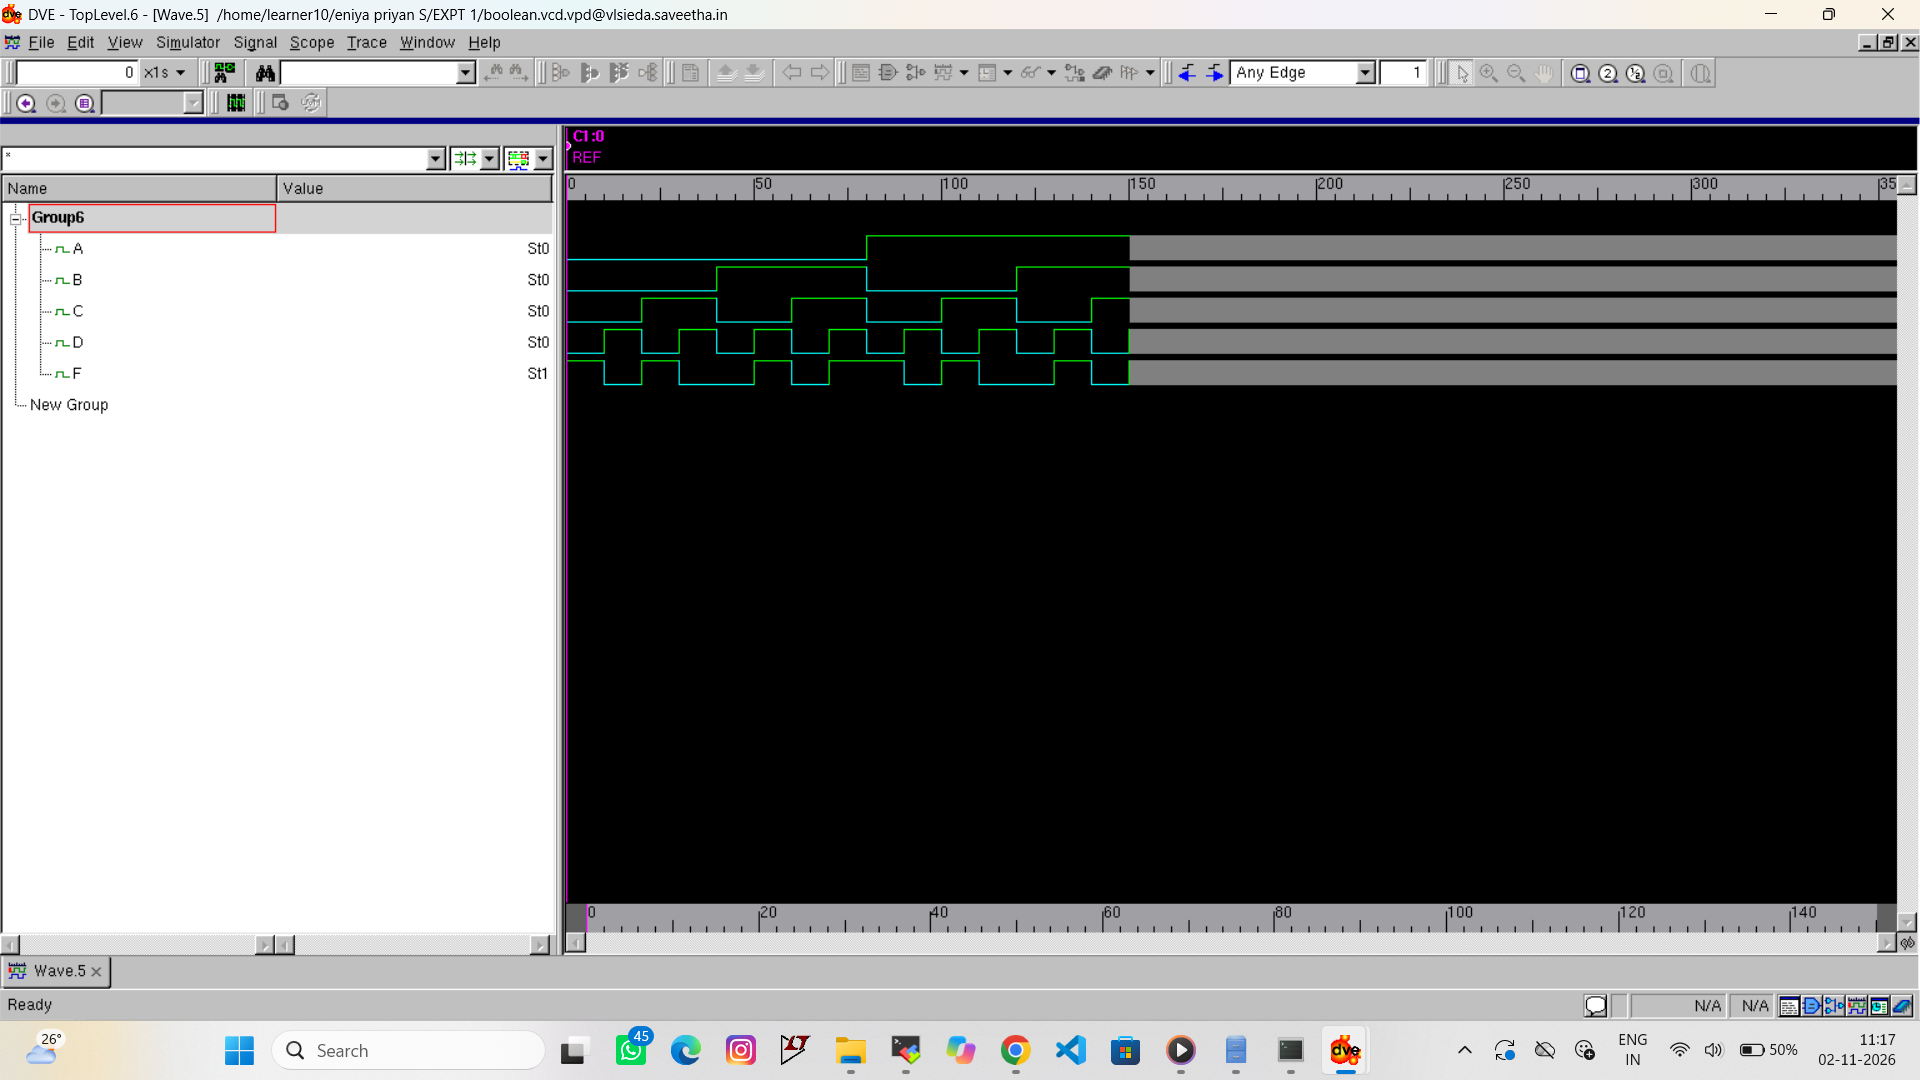 DVE - TopLevel.6 - [Wave.5]  /home/learner10/eniya priyan S/EXPT 1/boolean.vcd.vpd@vlsieda.saveetha.in
File Edit View Simulator Signal Scope Trace Window Help
0 x1s Any Edge 1
C1:0
REF
*
Name Value
0 50 100 150 200 250 300 35
Group6
A St0
B St0
C St0
D St0
F St1
New Group
0 20 40 60 80 100 120 140
Wave.5
Ready N/A N/A
26° Search 45 dve ENG IN 50% 11:17
02-11-2026